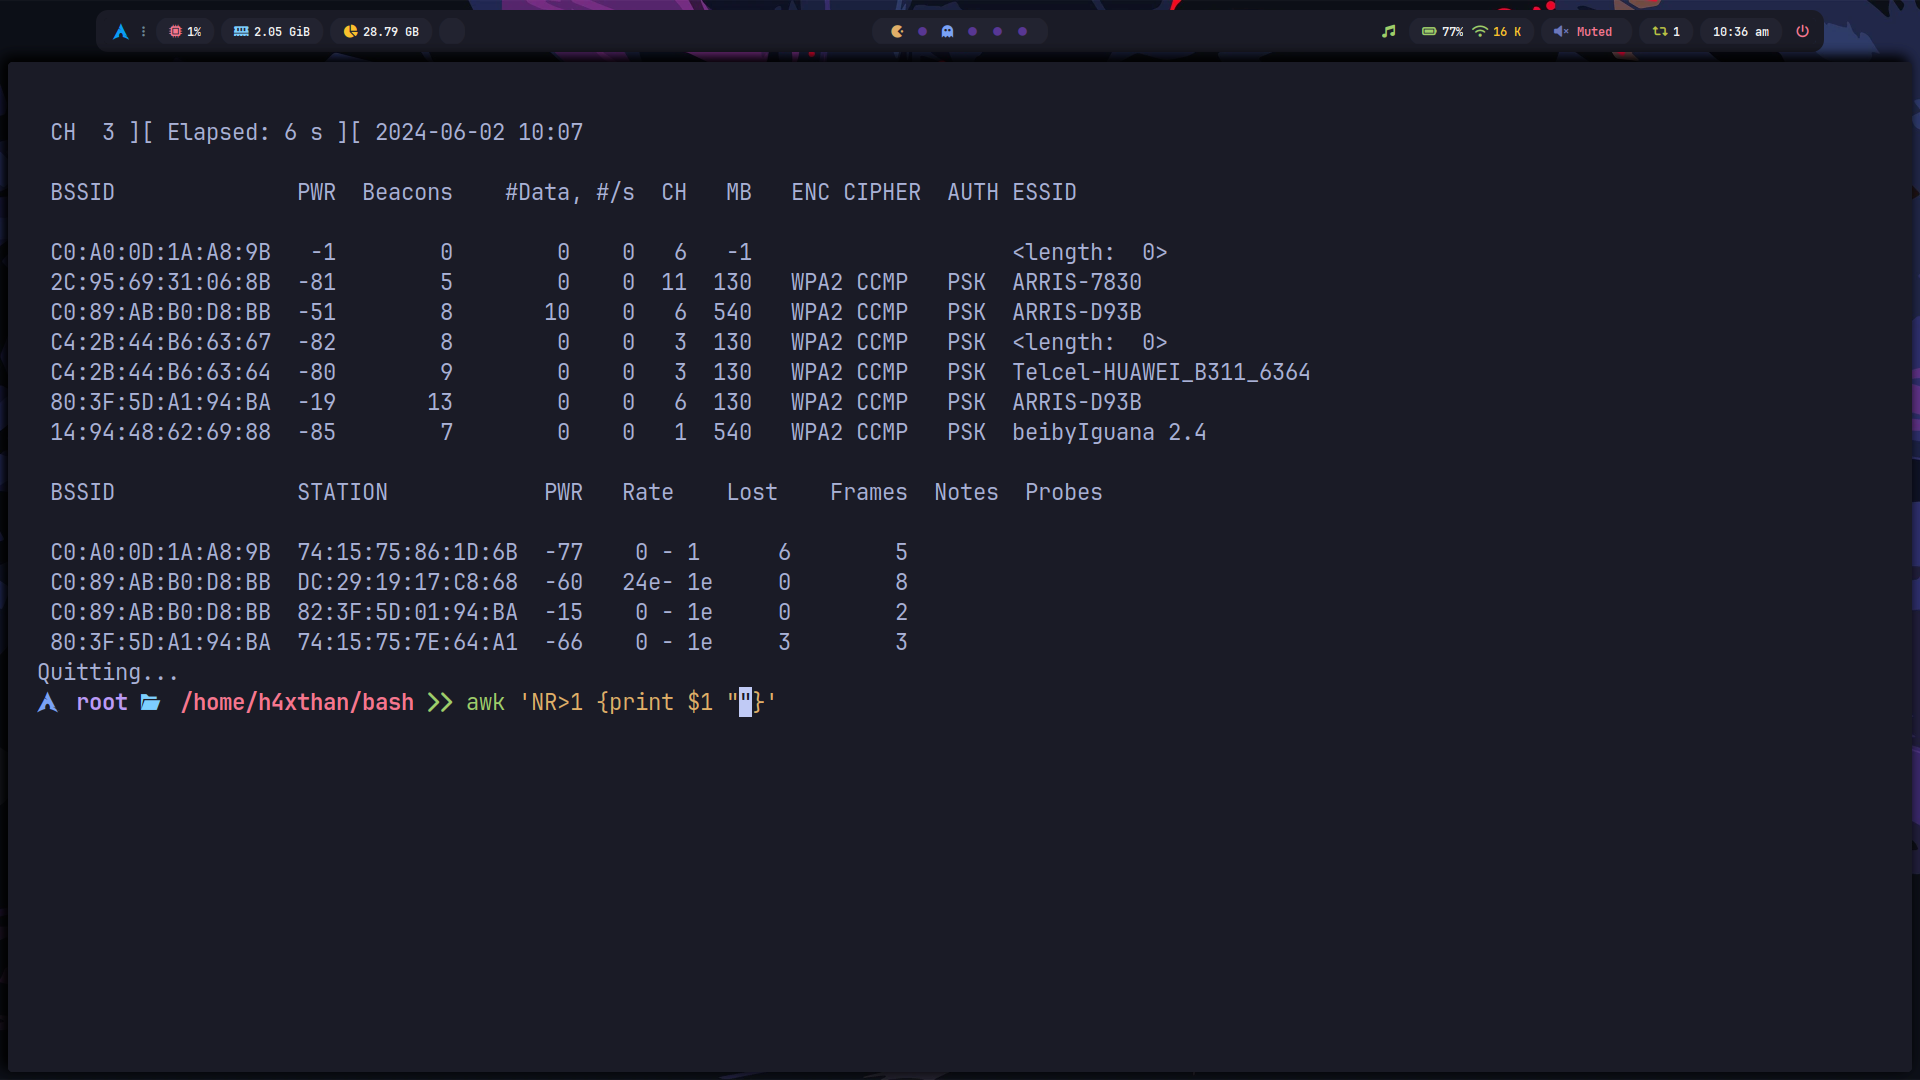 1% 2.05 GiB 28.79 GB 77% 16 K Muted 1 10:36 am
CH  3 ][ Elapsed: 6 s ][ 2024-06-02 10:07
BSSID              PWR  Beacons    #Data, #/s  CH   MB   ENC CIPHER  AUTH ESSID
C0:A0:0D:1A:A8:9B   -1        0        0    0   6   -1                    <length:  0>
2C:95:69:31:06:8B  -81        5        0    0  11  130   WPA2 CCMP   PSK  ARRIS-7830
C0:89:AB:B0:D8:BB  -51        8       10    0   6  540   WPA2 CCMP   PSK  ARRIS-D93B
C4:2B:44:B6:63:67  -82        8        0    0   3  130   WPA2 CCMP   PSK  <length:  0>
C4:2B:44:B6:63:64  -80        9        0    0   3  130   WPA2 CCMP   PSK  Telcel-HUAWEI_B311_6364
80:3F:5D:A1:94:BA  -19       13        0    0   6  130   WPA2 CCMP   PSK  ARRIS-D93B
14:94:48:62:69:88  -85        7        0    0   1  540   WPA2 CCMP   PSK  beibyIguana 2.4
BSSID              STATION            PWR   Rate    Lost    Frames  Notes  Probes
C0:A0:0D:1A:A8:9B  74:15:75:86:1D:6B  -77    0 - 1      6        5
C0:89:AB:B0:D8:BB  DC:29:19:17:C8:68  -60   24e- 1e     0        8
C0:89:AB:B0:D8:BB  82:3F:5D:01:94:BA  -15    0 - 1e     0        2
80:3F:5D:A1:94:BA  74:15:75:7E:64:A1  -66    0 - 1e     3        3
Quitting...
root /home/h4xthan/bash >> awk 'NR>1 {print $1 ""}'